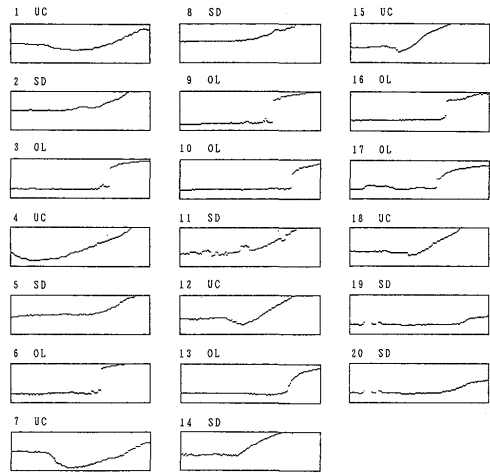 1 UC
2 SD
3 OL
4 UC
5 SD
6 OL
7 UC
8 SD
9 OL
10 OL
11 SD
12 UC
13 OL
14 SD
15 UC
16 OL
17 OL
18 UC
19 SD
20 SD